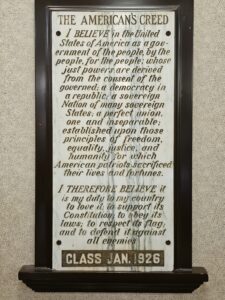 THE AMERICAN'S CREED
I BELIEVE in the United
States of America as a gov-
ernment of the people, by the
people, for the people; whose
just powers are derived
from the consent of the
governed; a democracy in
a republic; a sovereign
Nation of many sovereign
States; a perfect union,
one and inseparable;
established upon those
principles of freedom,
equality, justice, and
humanity for which
American patriots sacrificed
their lives and fortunes.
I THEREFORE BELIEVE it
is my duty to my country
to love it, to support its
Constitution, to obey its
laws; to respect its flag,
and to defend it against
all enemies
CLASS JAN. 1926